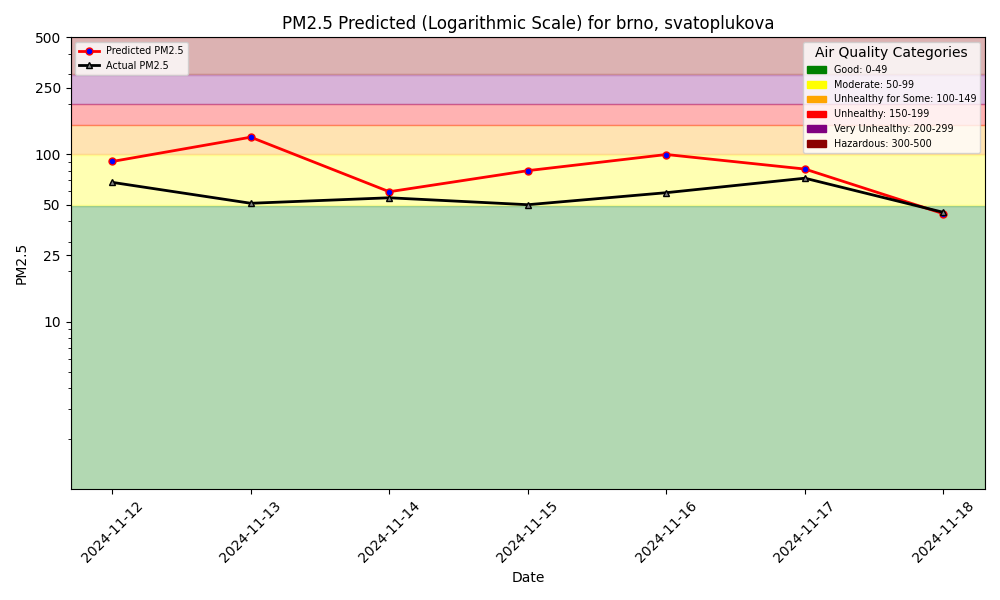 PM2.5 Predicted (Logarithmic Scale) for brno, svatoplukova
Predicted PM2.5
Actual PM2.5
Air Quality Categories
Good: 0-49
Moderate: 50-99
Unhealthy for Some: 100-149
Unhealthy: 150-199
Very Unhealthy: 200-299
Hazardous: 300-500
500
250
100
50
25
10
PM2.5
2024-11-12
2024-11-13
2024-11-14
2024-11-15
2024-11-16
2024-11-17
2024-11-18
Date